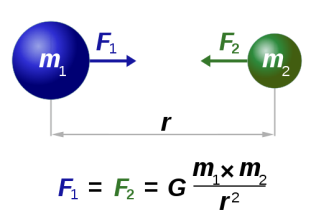 F₁ F₂
m₁ m₂
r
F₁ = F₂ = G m₁ × m₂ / r²